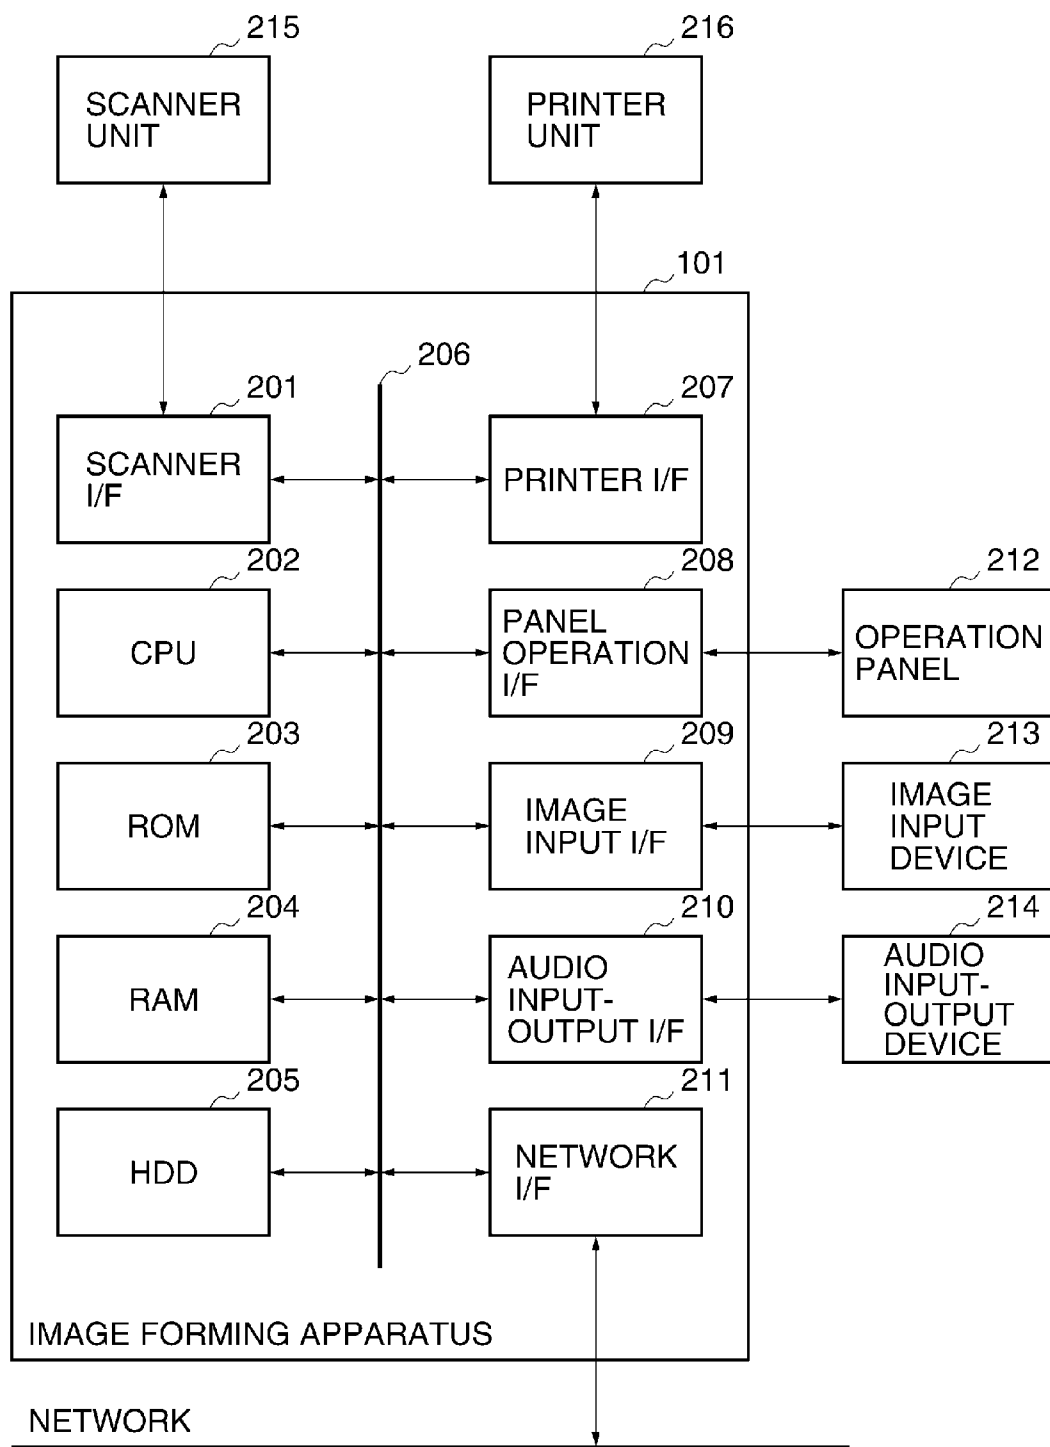 215
SCANNER
UNIT
216
PRINTER
UNIT
101
206
201
SCANNER
I/F
207
PRINTER I/F
202
CPU
208
PANEL
OPERATION
I/F
212
OPERATION
PANEL
203
ROM
209
IMAGE
INPUT I/F
213
IMAGE
INPUT
DEVICE
204
RAM
210
AUDIO
INPUT-
OUTPUT I/F
214
AUDIO
INPUT-
OUTPUT
DEVICE
205
HDD
211
NETWORK
I/F
IMAGE FORMING APPARATUS
NETWORK